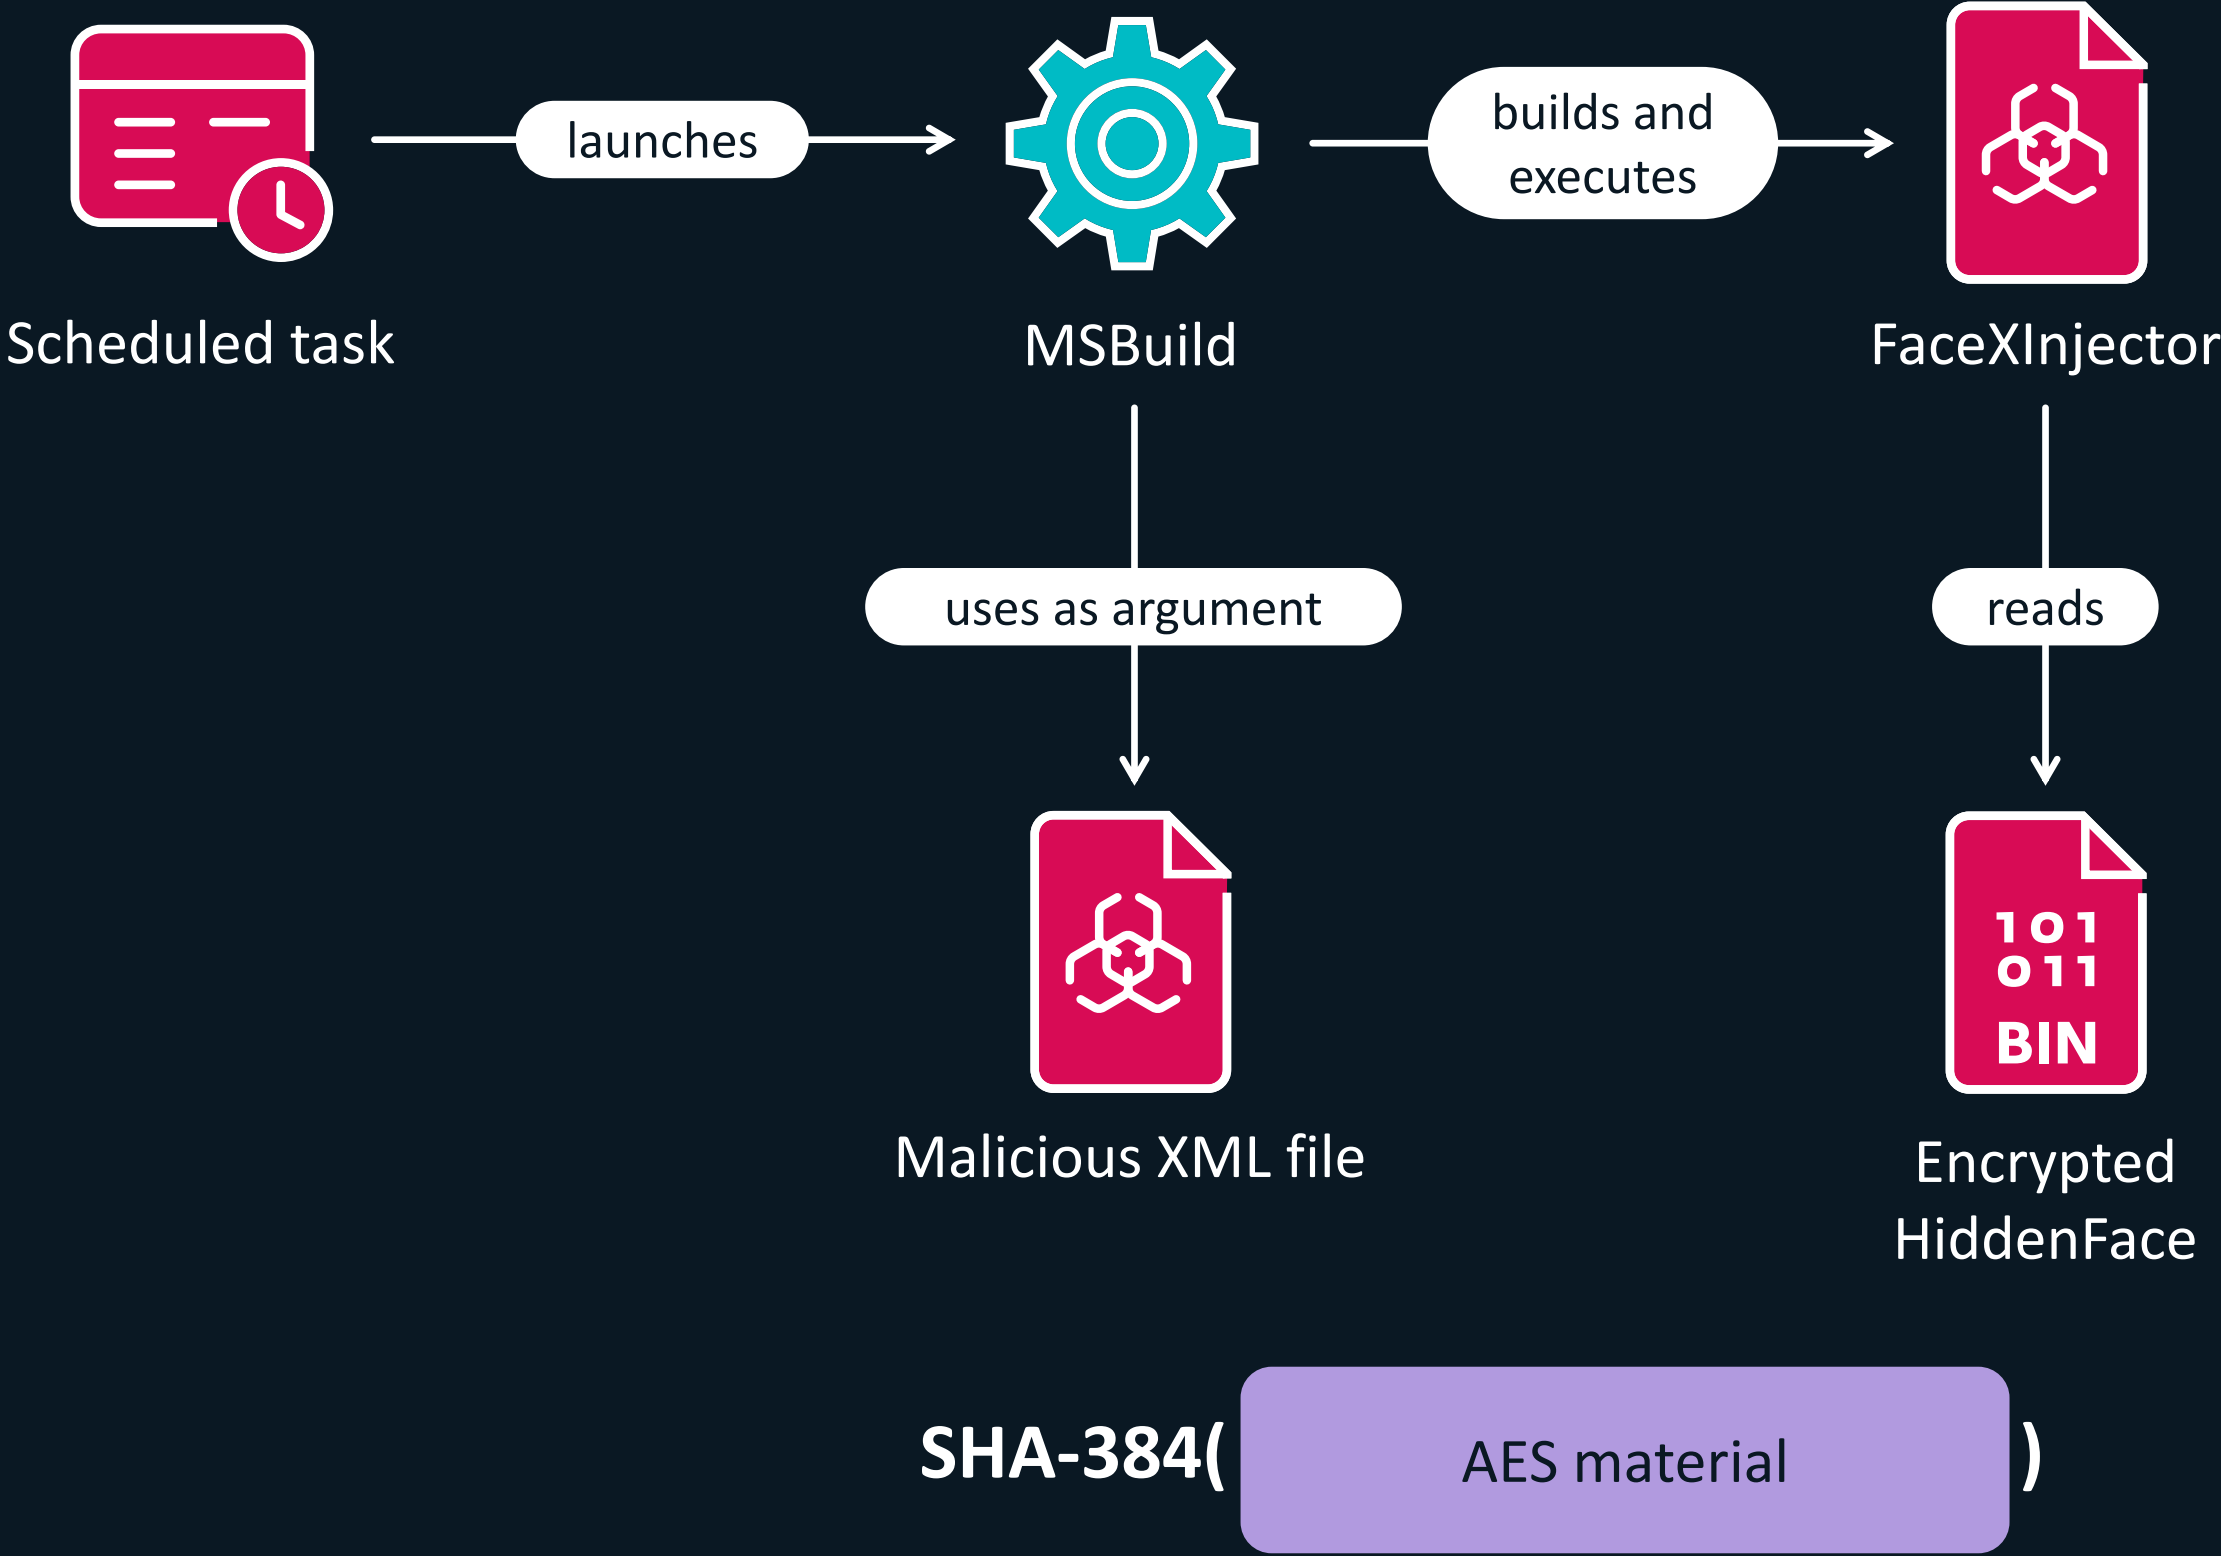 launches
builds and
executes
Scheduled task
MSBuild
FaceXInjector
uses as argument
reads
101
011
BIN
Malicious XML file
Encrypted
HiddenFace
SHA-384( AES material )